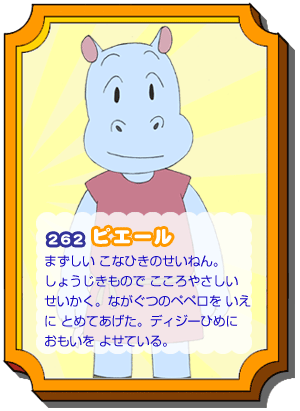 262 ピエール
まずしい こなひきのせいねん。
しょうじきもので こころやさしい
せいかく。ながぐつのペペロを いえ
に とめてあげた。ディジーひめに
おもいを よせている。